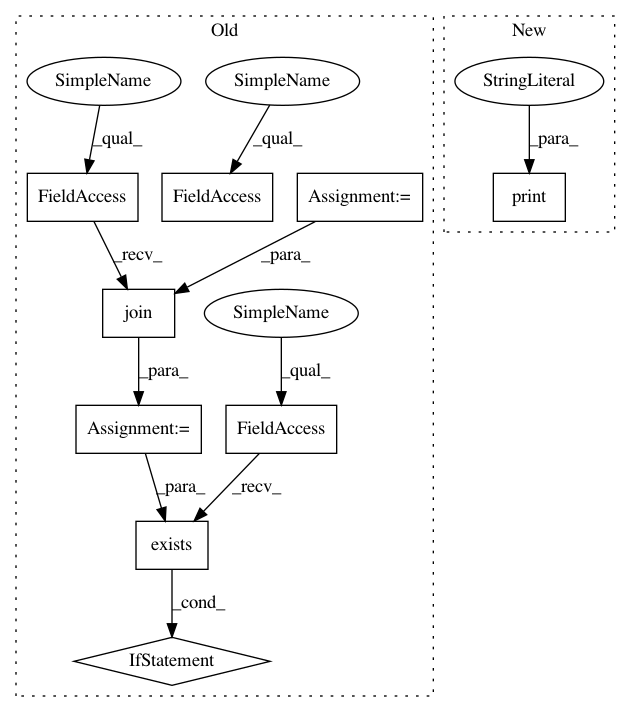 Old
New
SimpleName
SimpleName
StringLiteral
_qual_
_qual_
_para_
FieldAccess
FieldAccess
Assignment:=
print
_recv_
_para_
join
SimpleName
_para_
_qual_
Assignment:=
FieldAccess
_para_
_recv_
exists
_cond_
IfStatement